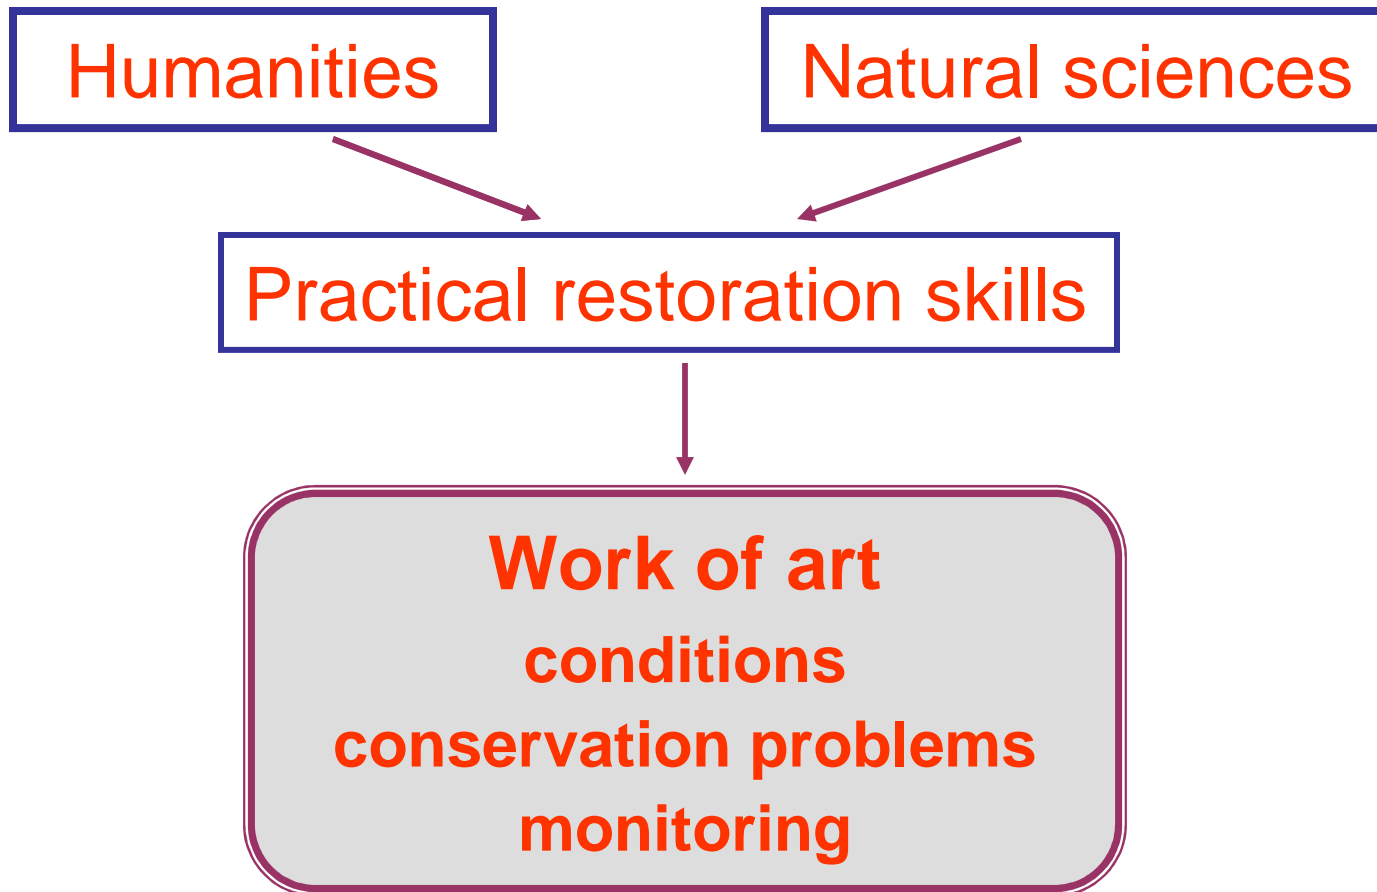 Humanities
Natural sciences
Practical restoration skills
Work of art
conditions
conservation problems
monitoring